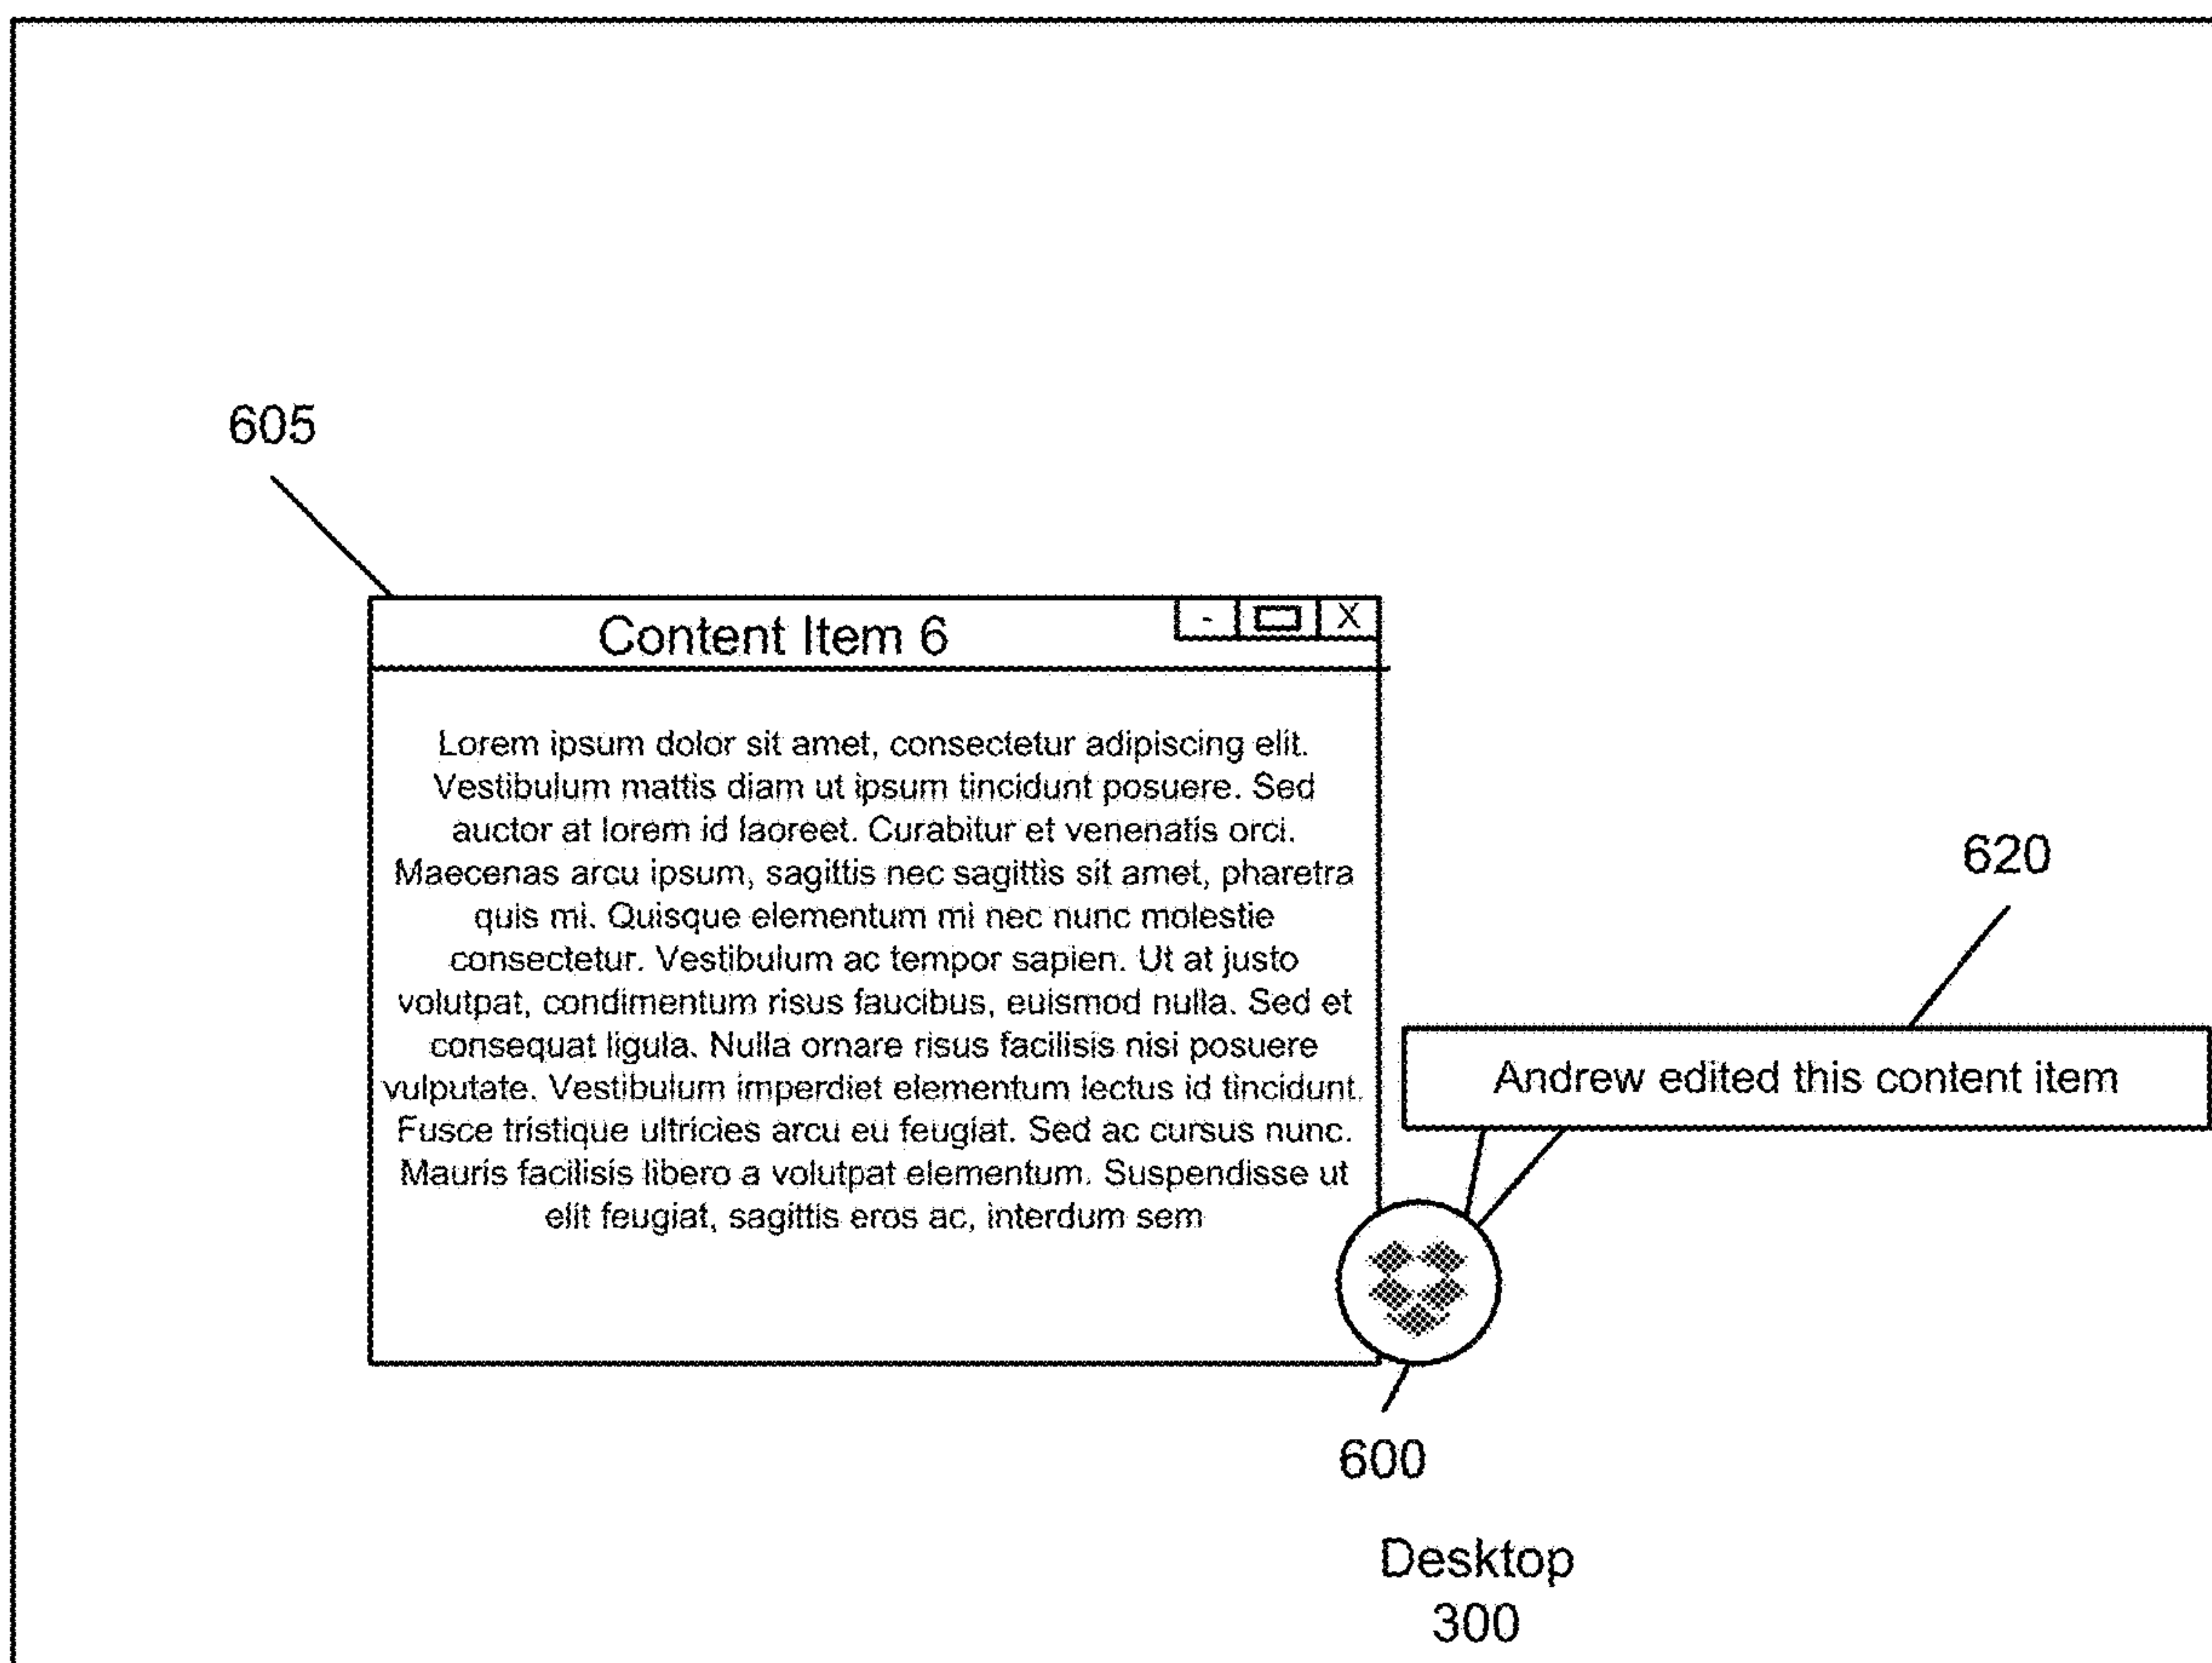 605
Content Item 6
- X
Lorem ipsum dolor sit amet, consectetur adipiscing elit.
Vestibulum mattis diam ut ipsum tincidunt posuere. Sed
auctor at lorem id laoreet. Curabitur et venenatis orci.
Maecenas arcu ipsum, sagittis nec sagittis sit amet, pharetra
quis mi. Quisque elementum mi nec nunc molestie
consectetur. Vestibulum ac tempor sapien. Ut at justo
volutpat, condimentum risus faucibus, euismod nulla. Sed et
consequat ligula. Nulla ornare risus facilisis nisi posuere
vulputate. Vestibulum imperdiet elementum lectus id tincidunt.
Fusce tristique ultricies arcu eu feugiat. Sed ac cursus nunc.
Mauris facilisis libero a volutpat elementum. Suspendisse ut
elit feugiat, sagittis eros ac, interdum sem
620
Andrew edited this content item
600
Desktop
300